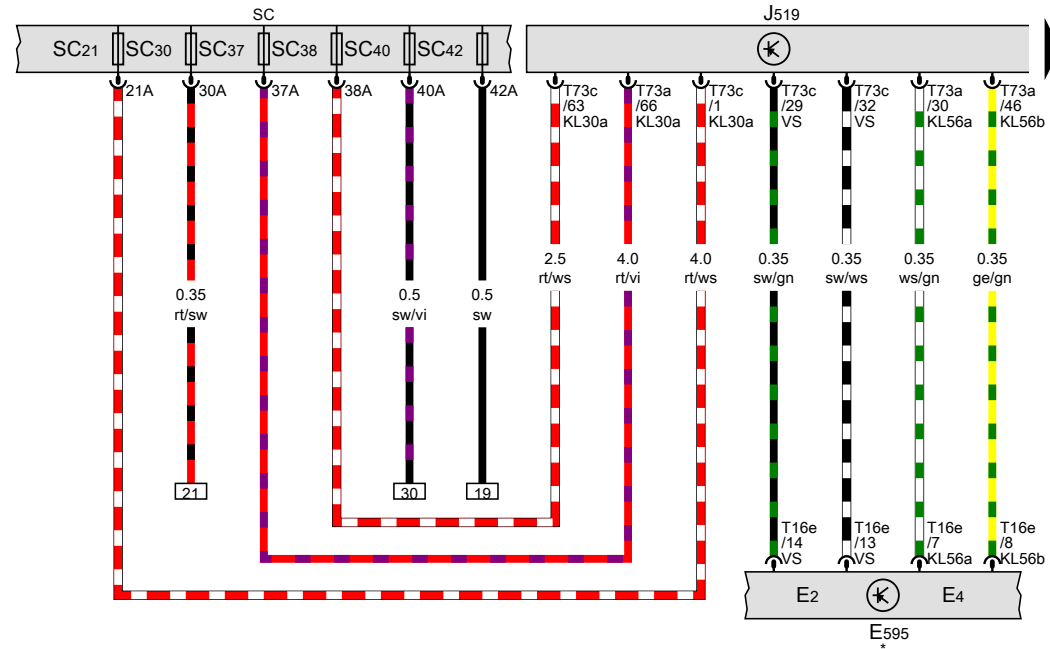 SC
J519
SC21
SC30
SC37
SC38
SC40
SC42
21A
30A
37A
38A
40A
42A
T73c
/63
KL30a
T73a
/66
KL30a
T73c
/1
KL30a
T73c
/29
VS
T73c
/32
VS
T73a
/30
KL56a
T73a
/46
KL56b
2.5
rt/ws
4.0
rt/vi
4.0
rt/ws
0.35
sw/gn
0.35
sw/ws
0.35
ws/gn
0.35
ge/gn
0.35
rt/sw
0.5
sw/vi
0.5
sw
21
30
19
T16e
/14
VS
T16e
/13
VS
T16e
/7
KL56a
T16e
/8
KL56b
E2
E4
E595
*